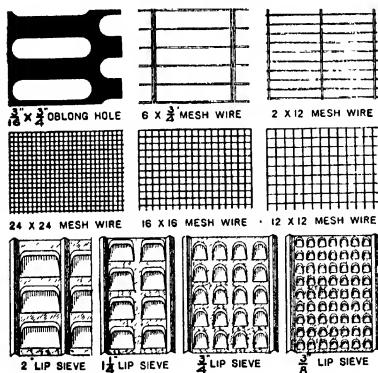 3/16" X 3/4" OBLONG HOLE
6 X 3/4" MESH WIRE
2 X 12 MESH WIRE
24 X 24 MESH WIRE
16 X 16 MESH WIRE
12 X 12 MESH WIRE
2" LIP SIEVE
1 1/4" LIP SIEVE
3/4" LIP SIEVE
3/8" LIP SIEVE